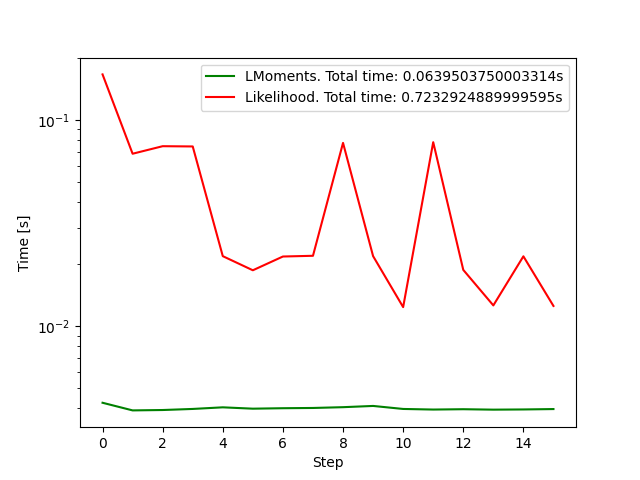 LMoments. Total time: 0.0639503750003314s
Likelihood. Total time: 0.7232924889999595s
10⁻¹
10⁻²
Time [s]
0 2 4 6 8 10 12 14
Step